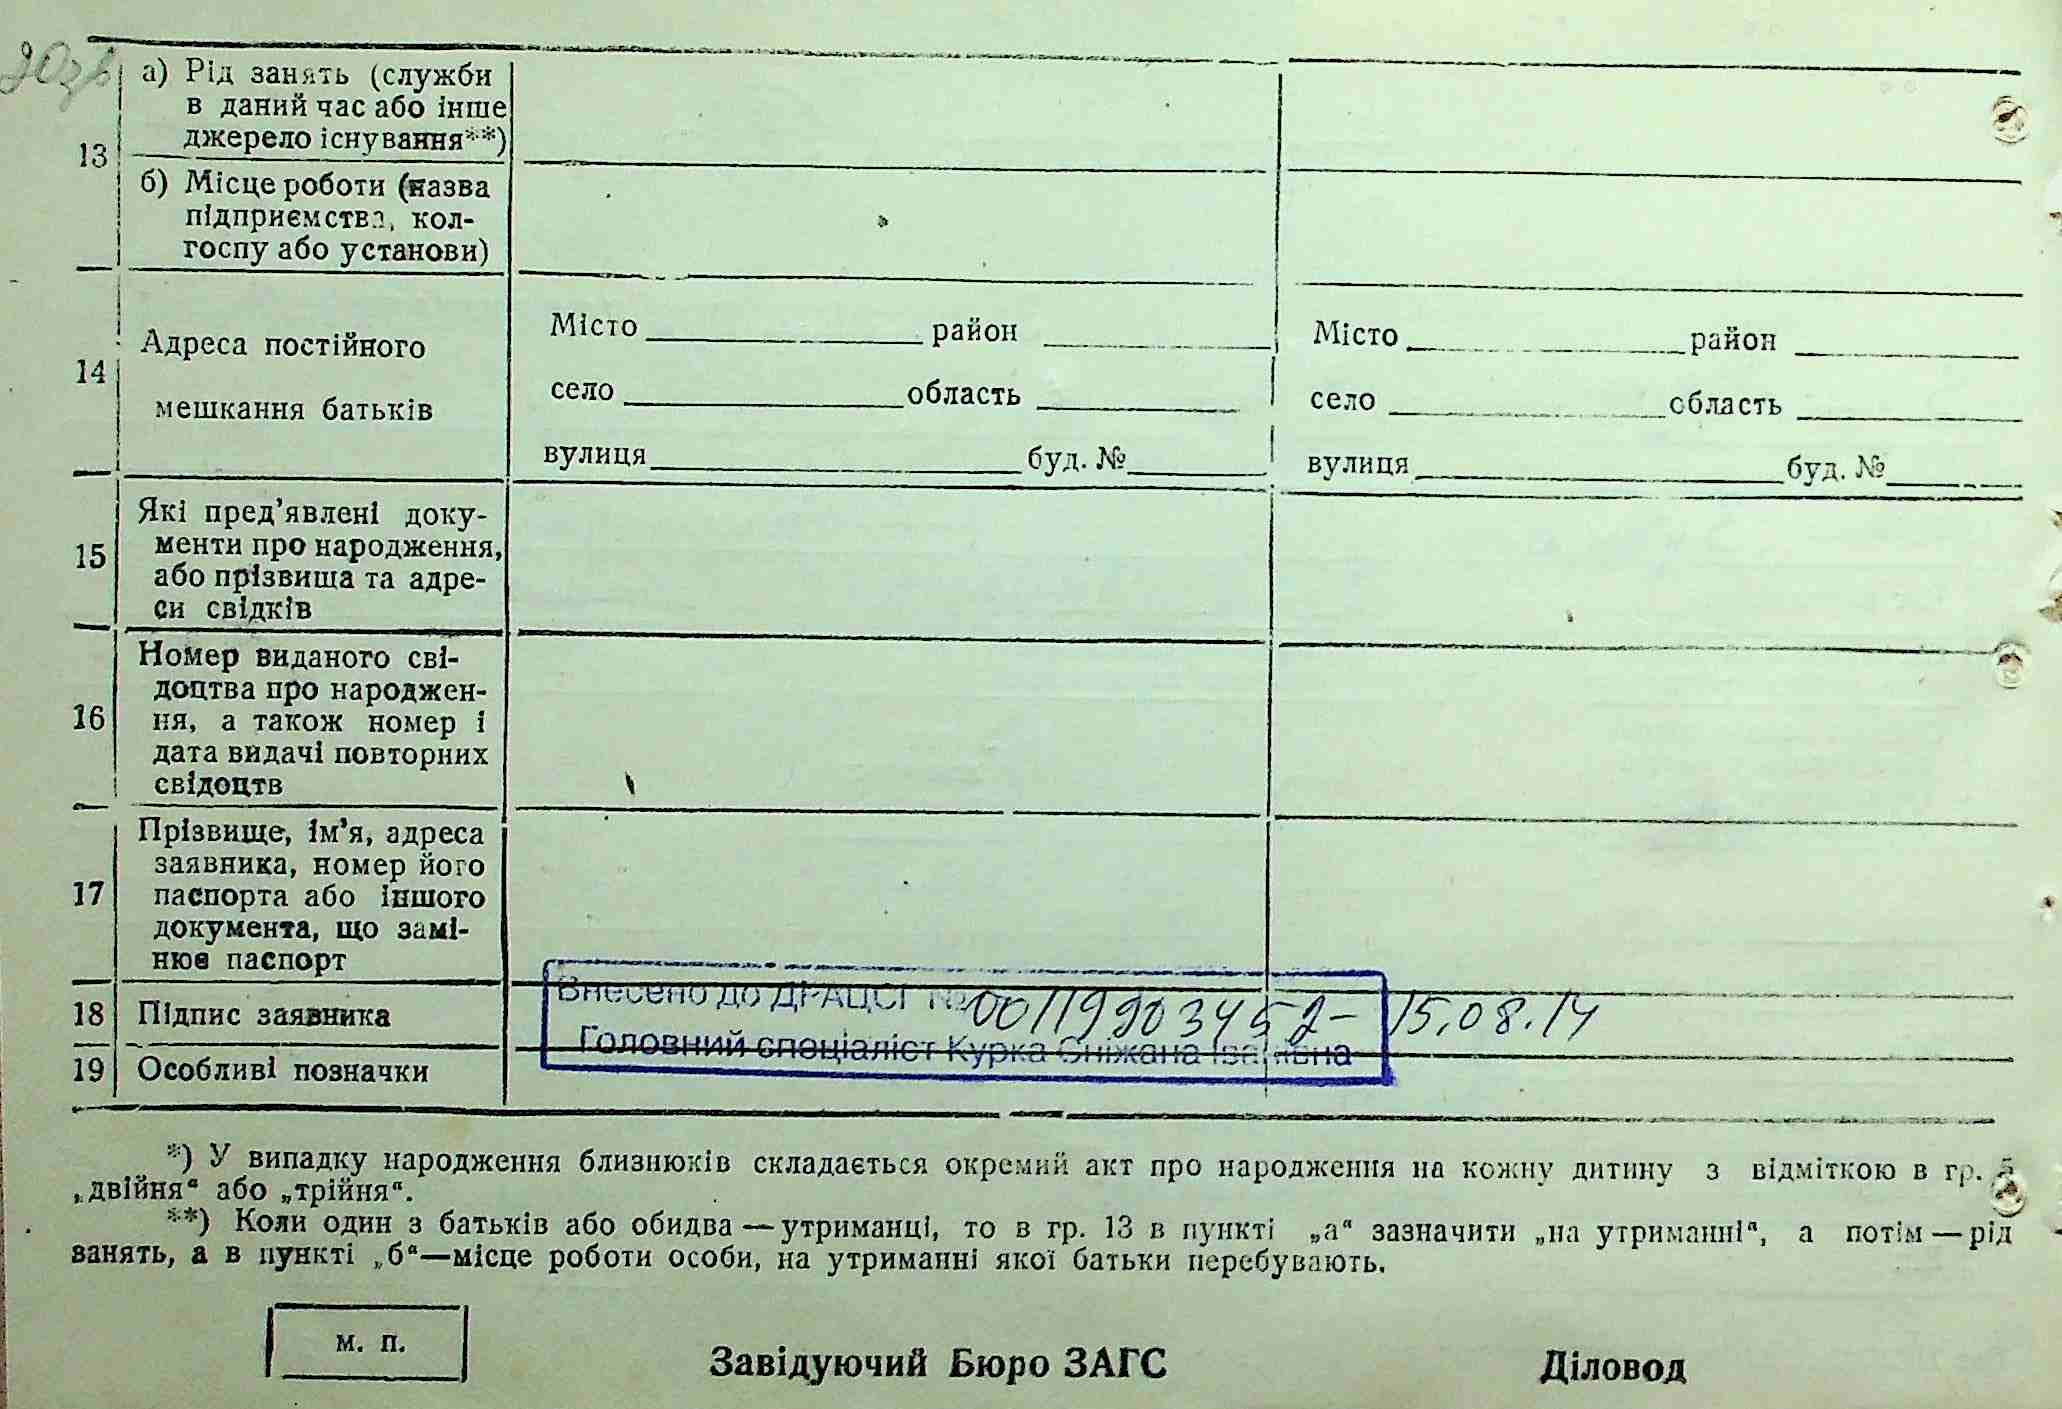 20зв
13
а) Рід занять (служби
в даний час або інше
джерело існування**)
б) Місце роботи (назва
підприємства, кол-
госпу або установи)
14
Адреса постійного
мешкання батьків
Місто район
село область
вулиця буд. №
Місто район
село область
вулиця буд. №
15
Які пред’явлені доку-
менти про народження,
або прізвища та адре-
си свідків
16
Номер виданого сві-
доцтва про народжен-
ня, а також номер і
дата видачі повторних
свідоцтв
17
Прізвище, ім’я, адреса
заявника, номер його
паспорта або іншого
документа, що замі-
нює паспорт
18 Підпис заявника
Внесено до ДРАЦСГ № 00119903452- 15.08.14
Головний спеціаліст Курка Сніжана Іванівна
19 Особливі позначки
*) У випадку народження близнюків складається окремий акт про народження на кожну дитину з відміткою в гр. 5
„двійня“ або „трійня“.
**) Коли один з батьків або обидва — утриманці, то в гр. 13 в пункті „а“ зазначити „на утриманні“, а потім — рід
занять, а в пункті „б“—місце роботи особи, на утриманні якої батьки перебувають.
м. п.
Завідуючий Бюро ЗАГС
Діловод